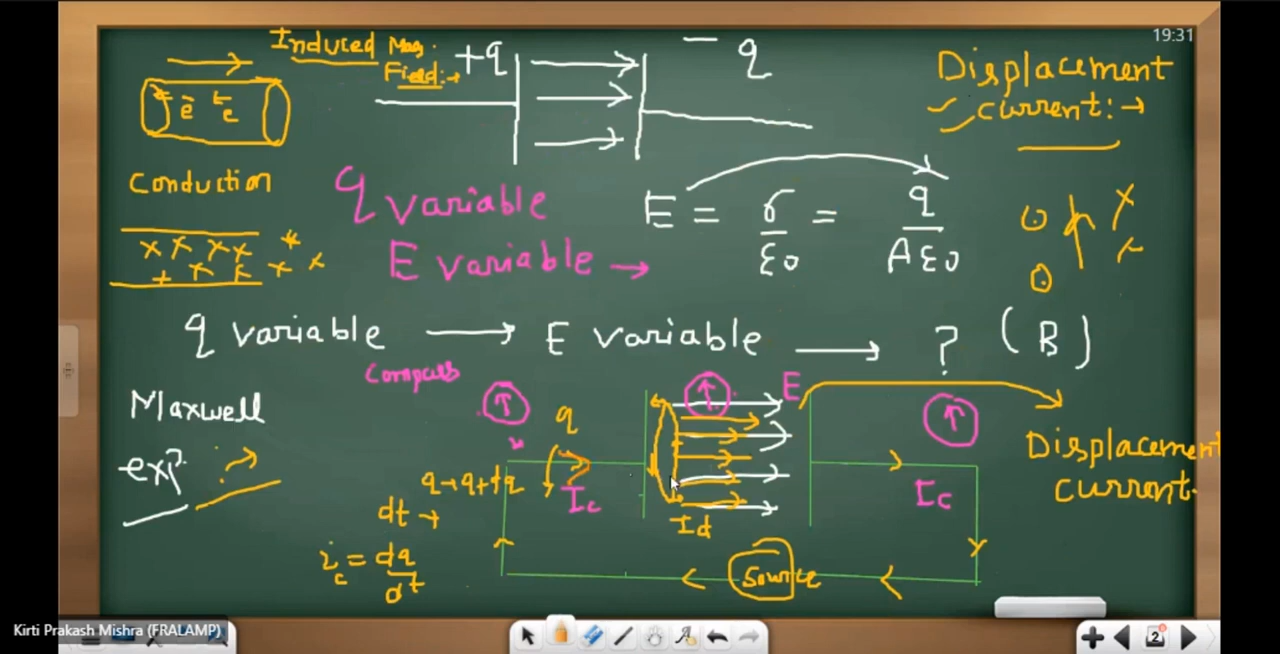 19:31
Induced Mag.
Field:→
+q
- q
Displacement
current:→
e e
Conduction
q variable
E variable →
E = σ/ε0 = q/Aε0
q variable → E variable → ? (B)
Compass
Maxwell
exp.
q
E
q→q+dq
Ic
dt →
Id
Ic
Displacement
current.
ic = dq/dt
Source
Kirti Prakash Mishra (FRALAMP)
2